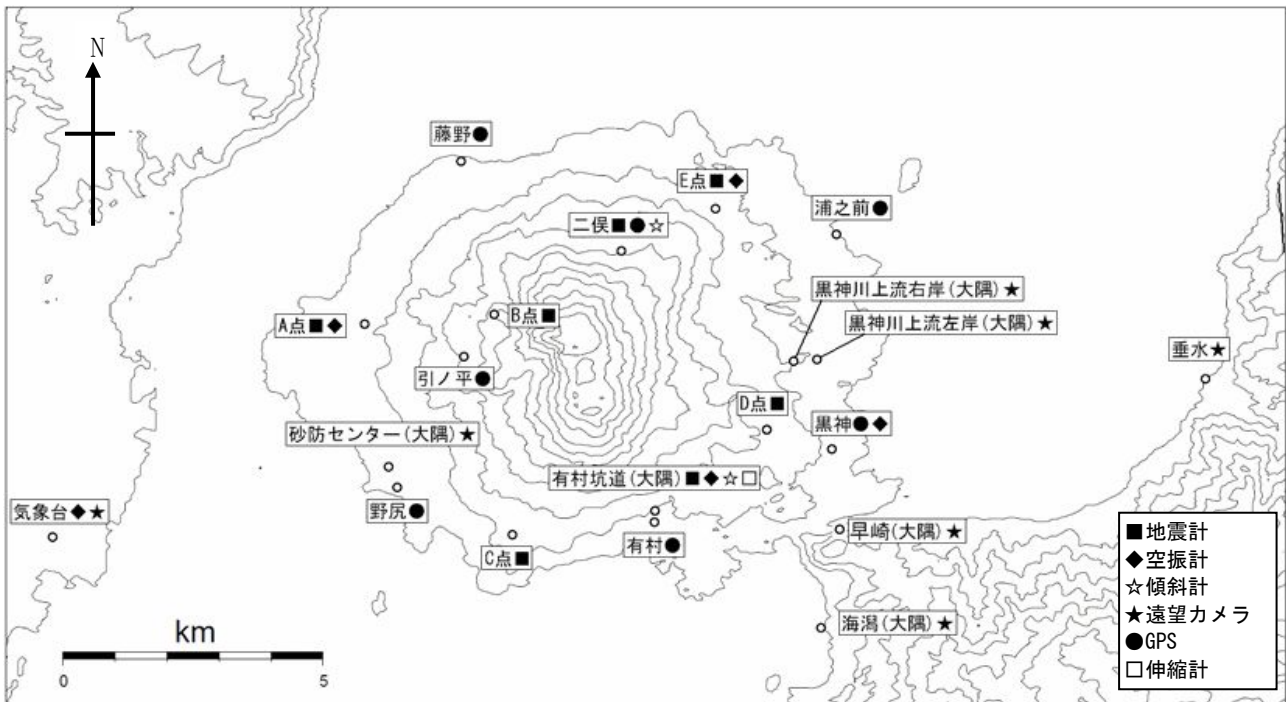 N
藤野●
E点■◆
浦之前●
二俣■●☆
黒神川上流右岸(大隅)★
A点■◆
B点■
黒神川上流左岸(大隅)★
垂水★
引ノ平●
D点■
砂防センター(大隅)★
黒神●◆
有村坑道(大隅)■◆☆□
気象台◆★
野尻●
早崎(大隅)★
C点■
有村●
海潟(大隅)★
km
0 5
■地震計
◆空振計
☆傾斜計
★遠望カメラ
●GPS
□伸縮計